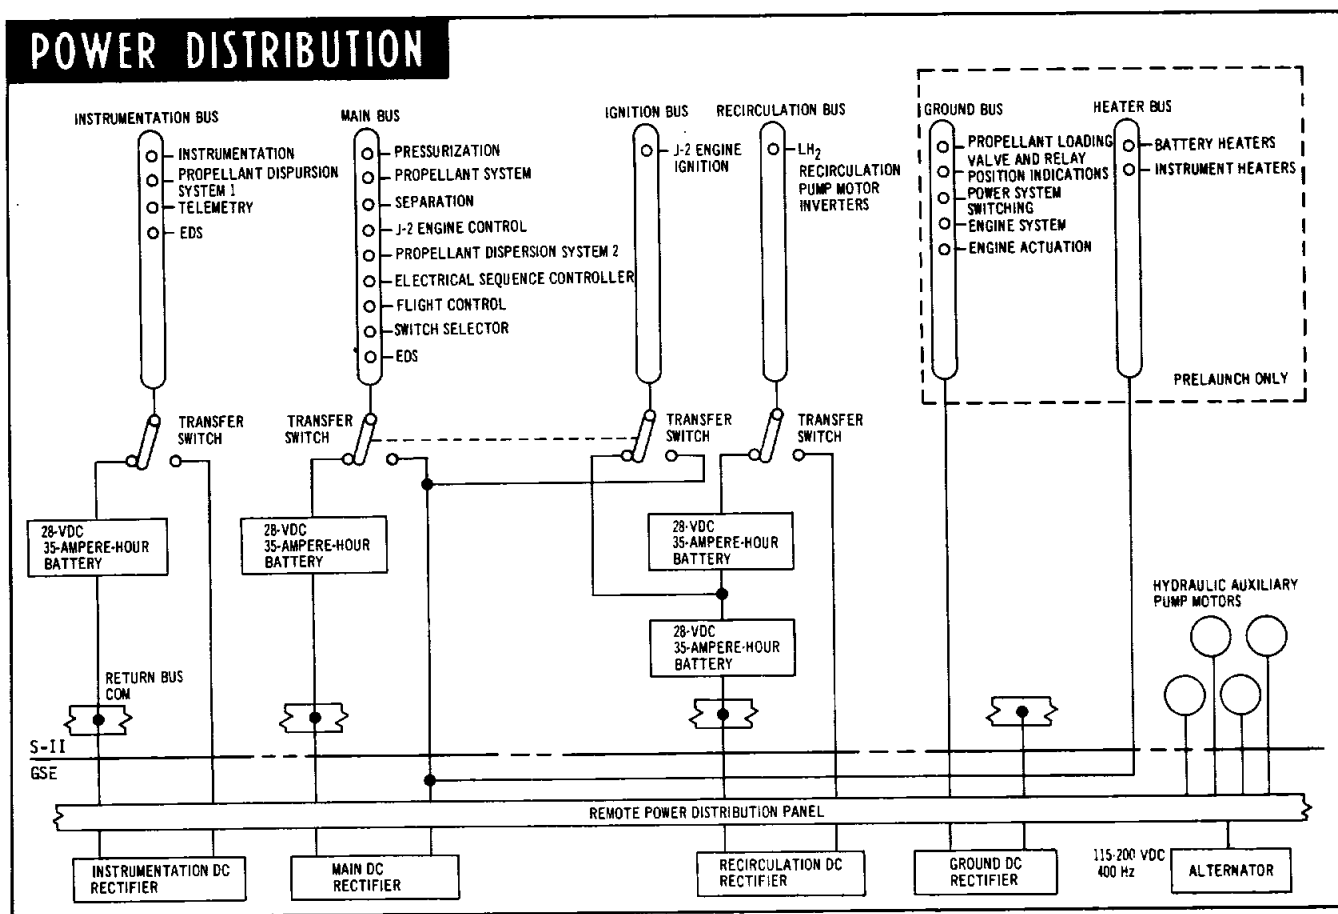 POWER DISTRIBUTION
INSTRUMENTATION BUS
INSTRUMENTATION
PROPELLANT DISPURSION
SYSTEM 1
TELEMETRY
EDS
MAIN BUS
PRESSURIZATION
PROPELLANT SYSTEM
SEPARATION
J-2 ENGINE CONTROL
PROPELLANT DISPERSION SYSTEM 2
ELECTRICAL SEQUENCE CONTROLLER
FLIGHT CONTROL
SWITCH SELECTOR
EDS
IGNITION BUS
J-2 ENGINE
IGNITION
RECIRCULATION BUS
LH2
RECIRCULATION
PUMP MOTOR
INVERTERS
GROUND BUS
PROPELLANT LOADING
VALVE AND RELAY
POSITION INDICATIONS
POWER SYSTEM
SWITCHING
ENGINE SYSTEM
ENGINE ACTUATION
HEATER BUS
BATTERY HEATERS
INSTRUMENT HEATERS
PRELAUNCH ONLY
TRANSFER
SWITCH
TRANSFER
SWITCH
TRANSFER
SWITCH
TRANSFER
SWITCH
28-VDC
35-AMPERE-HOUR
BATTERY
28-VDC
35-AMPERE-HOUR
BATTERY
28-VDC
35-AMPERE-HOUR
BATTERY
28-VDC
35-AMPERE-HOUR
BATTERY
HYDRAULIC AUXILIARY
PUMP MOTORS
RETURN BUS
COM
S-II
GSE
REMOTE POWER DISTRIBUTION PANEL
INSTRUMENTATION DC
RECTIFIER
MAIN DC
RECTIFIER
RECIRCULATION DC
RECTIFIER
GROUND DC
RECTIFIER
115-200 VDC
400 Hz
ALTERNATOR